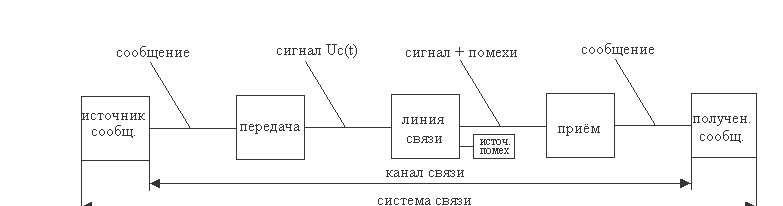 сообщение
сигнал Uc(t)
сигнал + помехи
сообщение
источник
сообщ.
передача
линия
связи
источ.
помех
приём
получен.
сообщ.
канал связи
система связи